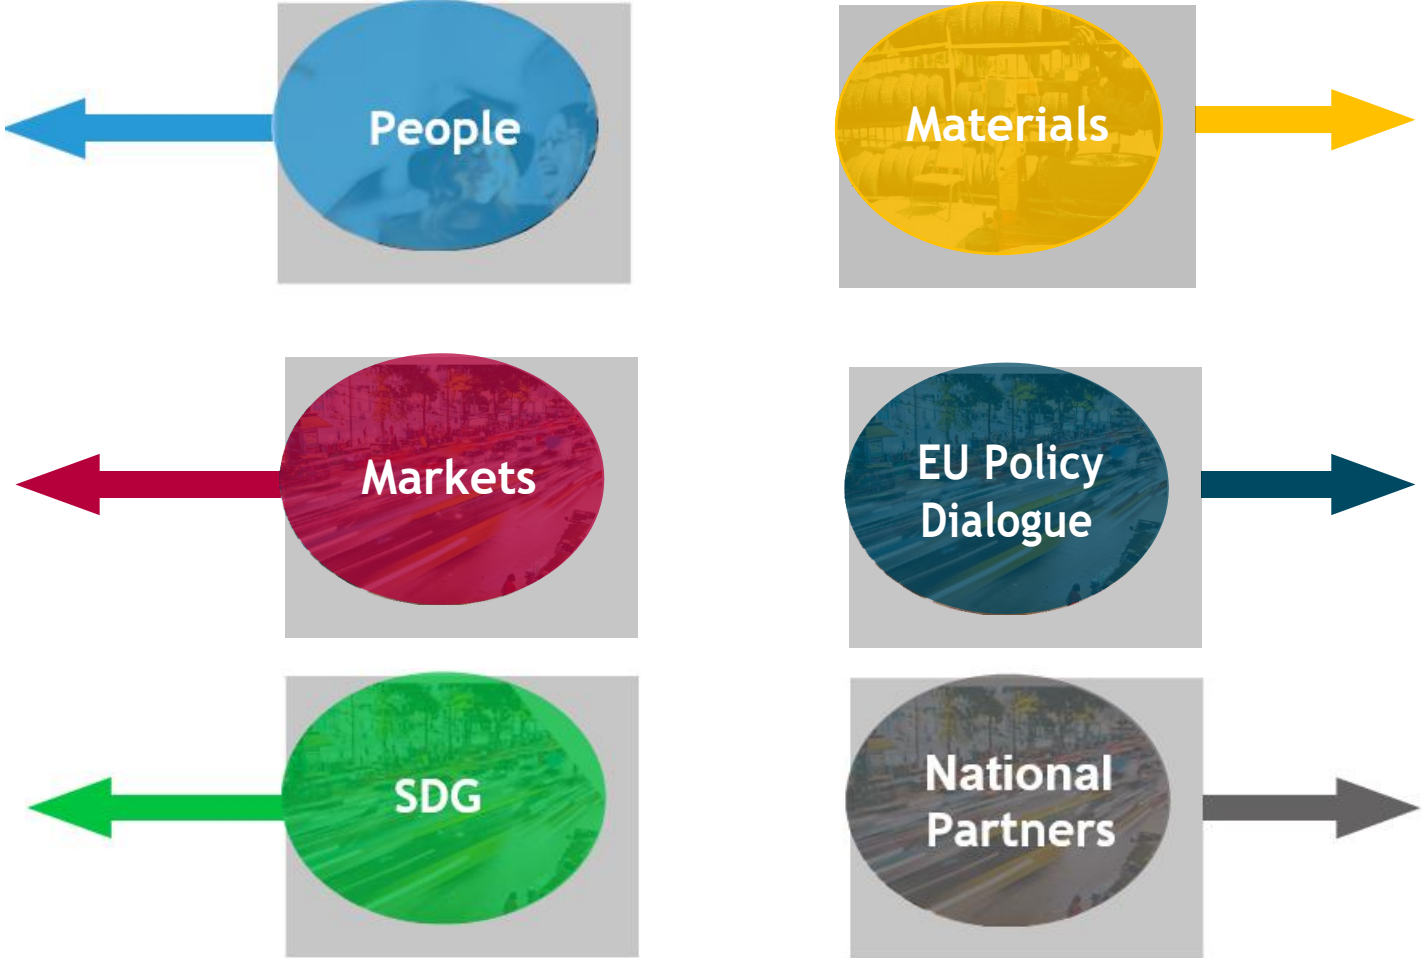 People
Materials
Markets
EU Policy
Dialogue
SDG
National
Partners